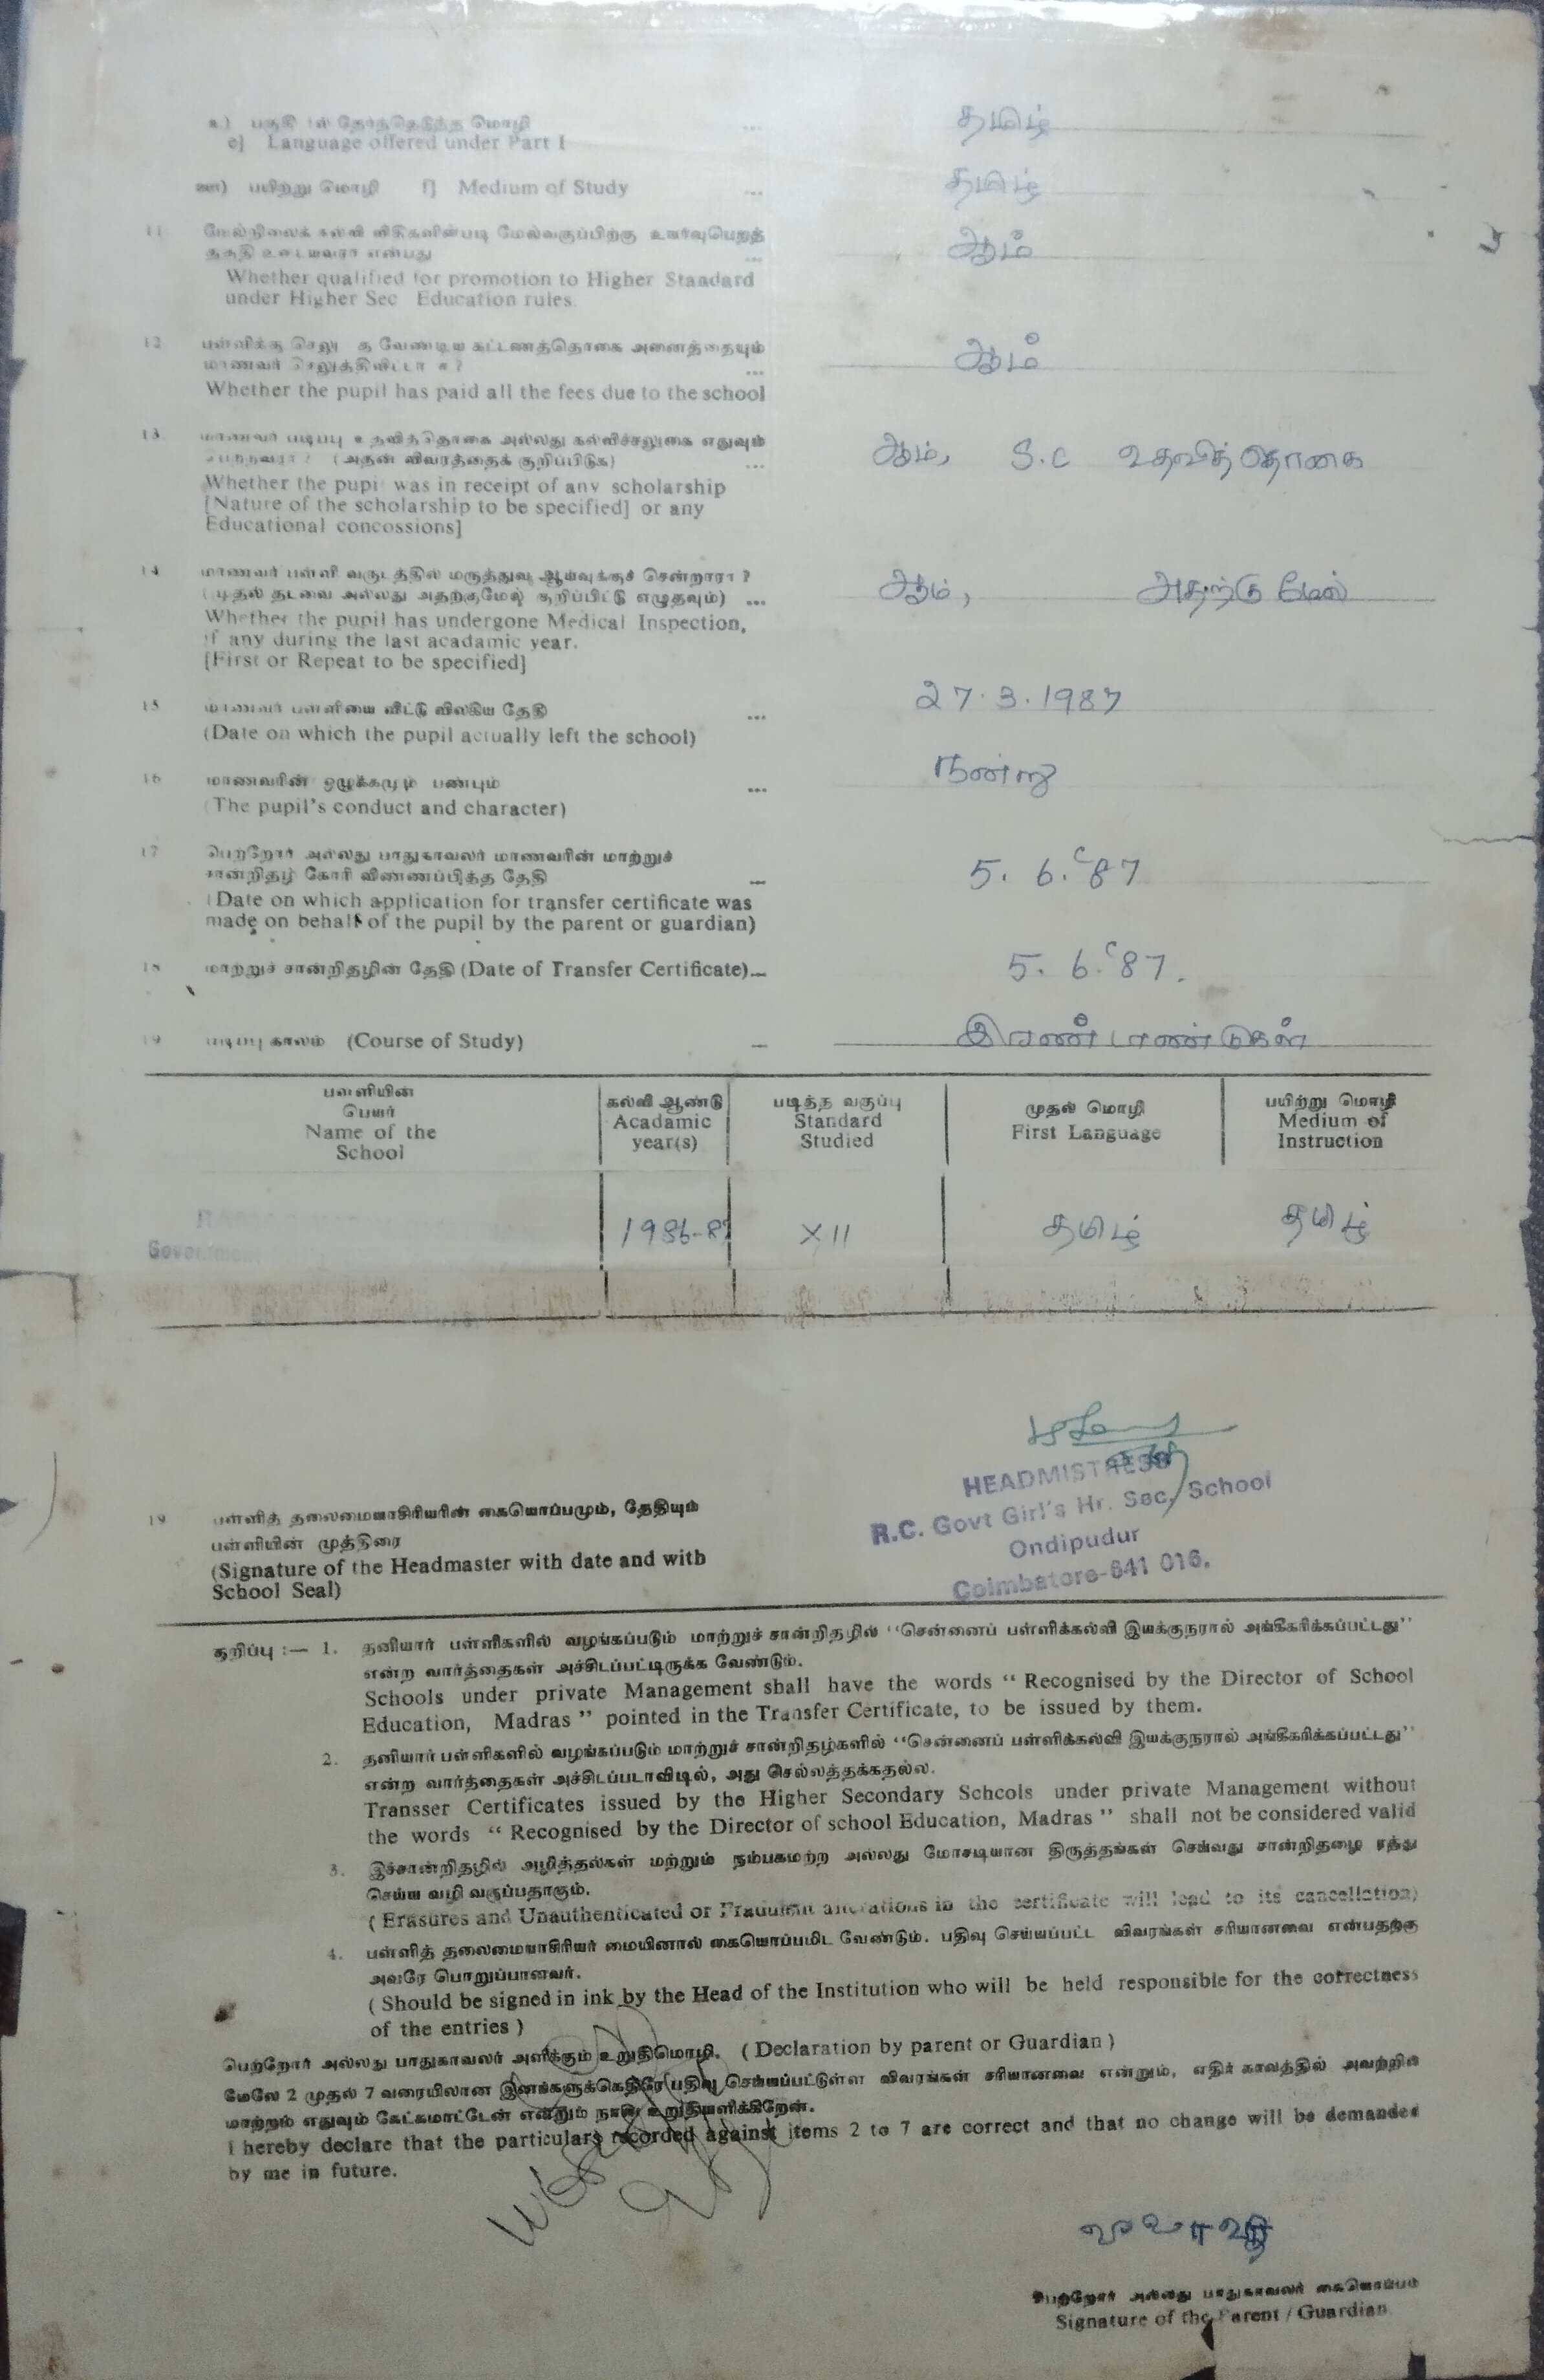 உ) பகுதி 1ல் தேர்ந்தெடுத்த மொழி ... தமிழ்
e] Language offered under Part I
ஊ) பயிற்று மொழி f] Medium of Study ... தமிழ்
11 மேல்நிலைக் கல்வி விதிகளின்படி மேல்வகுப்பிற்கு உயர்வுபெறத் ஆம்
தகுதி உடையவரா என்பது ...
Whether qualified for promotion to Higher Standard
under Higher Sec Education rules.
12 பள்ளிக்கு செலு த வேண்டிய கட்டணத்தொகை அனைத்தையும் ஆம்
மாணவர் செலுத்திவிட்டா ா? ...
Whether the pupil has paid all the fees due to the school
13 மாணவர் படிப்பு உதவித்தொகை அல்லது கல்விச்சலுகை எதுவும் ஆம், S.C உதவித்தொகை
பெற்றவரா? (அதன் விவரத்தைக் குறிப்பிடுக) ...
Whether the pupi was in receipt of any scholarship
[Nature of the scholarship to be specified] or any
Educational concossions]
14 மாணவர் பள்ளி வருடத்தில் மருத்துவ ஆய்வுக்குச் சென்றாரா ? ஆம், அதற்கு மேல்
(முதல் தடவை அல்லது அதற்குமேல் குறிப்பிட்டு எழுதவும்) ...
Whether the pupil has undergone Medical Inspection,
if any during the last acadamic year.
[First or Repeat to be specified]
15 மாணவர் பள்ளியை விட்டு விலகிய தேதி ... 27.3.1987
(Date on which the pupil actually left the school)
16 மாணவரின் ஒழுக்கமும் பண்பும் ... நன்று
(The pupil's conduct and character)
17 பெற்றோர் அல்லது பாதுகாவலர் மாணவரின் மாற்றுச்
சான்றிதழ் கோரி விண்ணப்பித்த தேதி 5. 6. '87
(Date on which application for transfer certificate was
made on behalf of the pupil by the parent or guardian)
18 மாற்றுச் சான்றிதழின் தேதி (Date of Transfer Certificate)... 5. 6. '87.
19 படிப்பு காலம் (Course of Study) இரண்டாண்டுகள்
பள்ளியின் பெயர் Name of the School | கல்வி ஆண்டு Acadamic year(s) | படித்த வகுப்பு Standard Studied | முதல் மொழி First Language | பயிற்று மொழி Medium of Instruction
Government 1986-87 XII தமிழ் தமிழ்
HEADMISTRESS
R.C. Govt Girl's Hr. Sec, School
Ondipudur
Coimbatore-641 016.
19 பள்ளித் தலைமையாசிரியரின் கையொப்பமும், தேதியும்
பள்ளியின் முத்திரை
(Signature of the Headmaster with date and with
School Seal)
குறிப்பு :— 1. தனியார் பள்ளிகளில் வழங்கப்படும் மாற்றுச் சான்றிதழில் "சென்னைப் பள்ளிக்கல்வி இயக்குநரால் அங்கீகரிக்கப்பட்டது"
என்ற வார்த்தைகள் அச்சிடப்பட்டிருக்க வேண்டும்.
Schools under private Management shall have the words " Recognised by the Director of School
Education, Madras " pointed in the Transfer Certificate, to be issued by them.
2. தனியார் பள்ளிகளில் வழங்கப்படும் மாற்றுச் சான்றிதழ்களில் "சென்னைப் பள்ளிக்கல்வி இயக்குநரால் அங்கீகரிக்கப்பட்டது"
என்ற வார்த்தைகள் அச்சிடப்படாவிடில், அது செல்லத்தக்கதல்ல.
Transser Certificates issued by the Higher Secondary Schcols under private Management without
the words " Recognised by the Director of school Education, Madras " shall not be considered valid
3. இச்சான்றிதழில் அழித்தல்கள் மற்றும் நம்பகமற்ற அல்லது மோசடியான திருத்தங்கள் செய்வது சான்றிதழை ரத்து
செய்ய வழி வகுப்பதாகும்.
( Erasures and Unauthenticated or Fraudulent alterations in the certificate will lead to its cancellation)
4. பள்ளித் தலைமையாசிரியர் மையினால் கையொப்பமிட வேண்டும். பதிவு செய்யப்பட்ட விவரங்கள் சரியானவை என்பதற்கு
அவரே பொறுப்பானவர்.
( Should be signed in ink by the Head of the Institution who will be held responsible for the correctness
of the entries )
பெற்றோர் அல்லது பாதுகாவலர் அளிக்கும் உறுதிமொழி. ( Declaration by parent or Guardian )
மேலே 2 முதல் 7 வரையிலான இனங்களுக்கெதிரே பதிவு செய்யப்பட்டுள்ள விவரங்கள் சரியானவை என்றும், எதிர் காலத்தில் அவற்றில்
மாற்றம் எதுவும் கேட்கமாட்டேன் என்றும் நான் உறுதியளிக்கிறேன்.
I hereby declare that the particulars recorded against items 2 to 7 are correct and that no change will be demanded
by me in future.
பெற்றோர் அல்லது பாதுகாவலர் கையொப்பம்
Signature of the Parent / Guardian